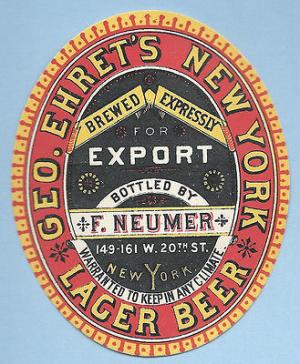 GEO. EHRET'S NEW YORK
LAGER BEER
BREWED EXPRESSLY
FOR
EXPORT
BOTTLED BY
F. NEUMER
149-161 W. 20TH ST.
NEW YORK
WARRANTED TO KEEP IN ANY CLIMATE